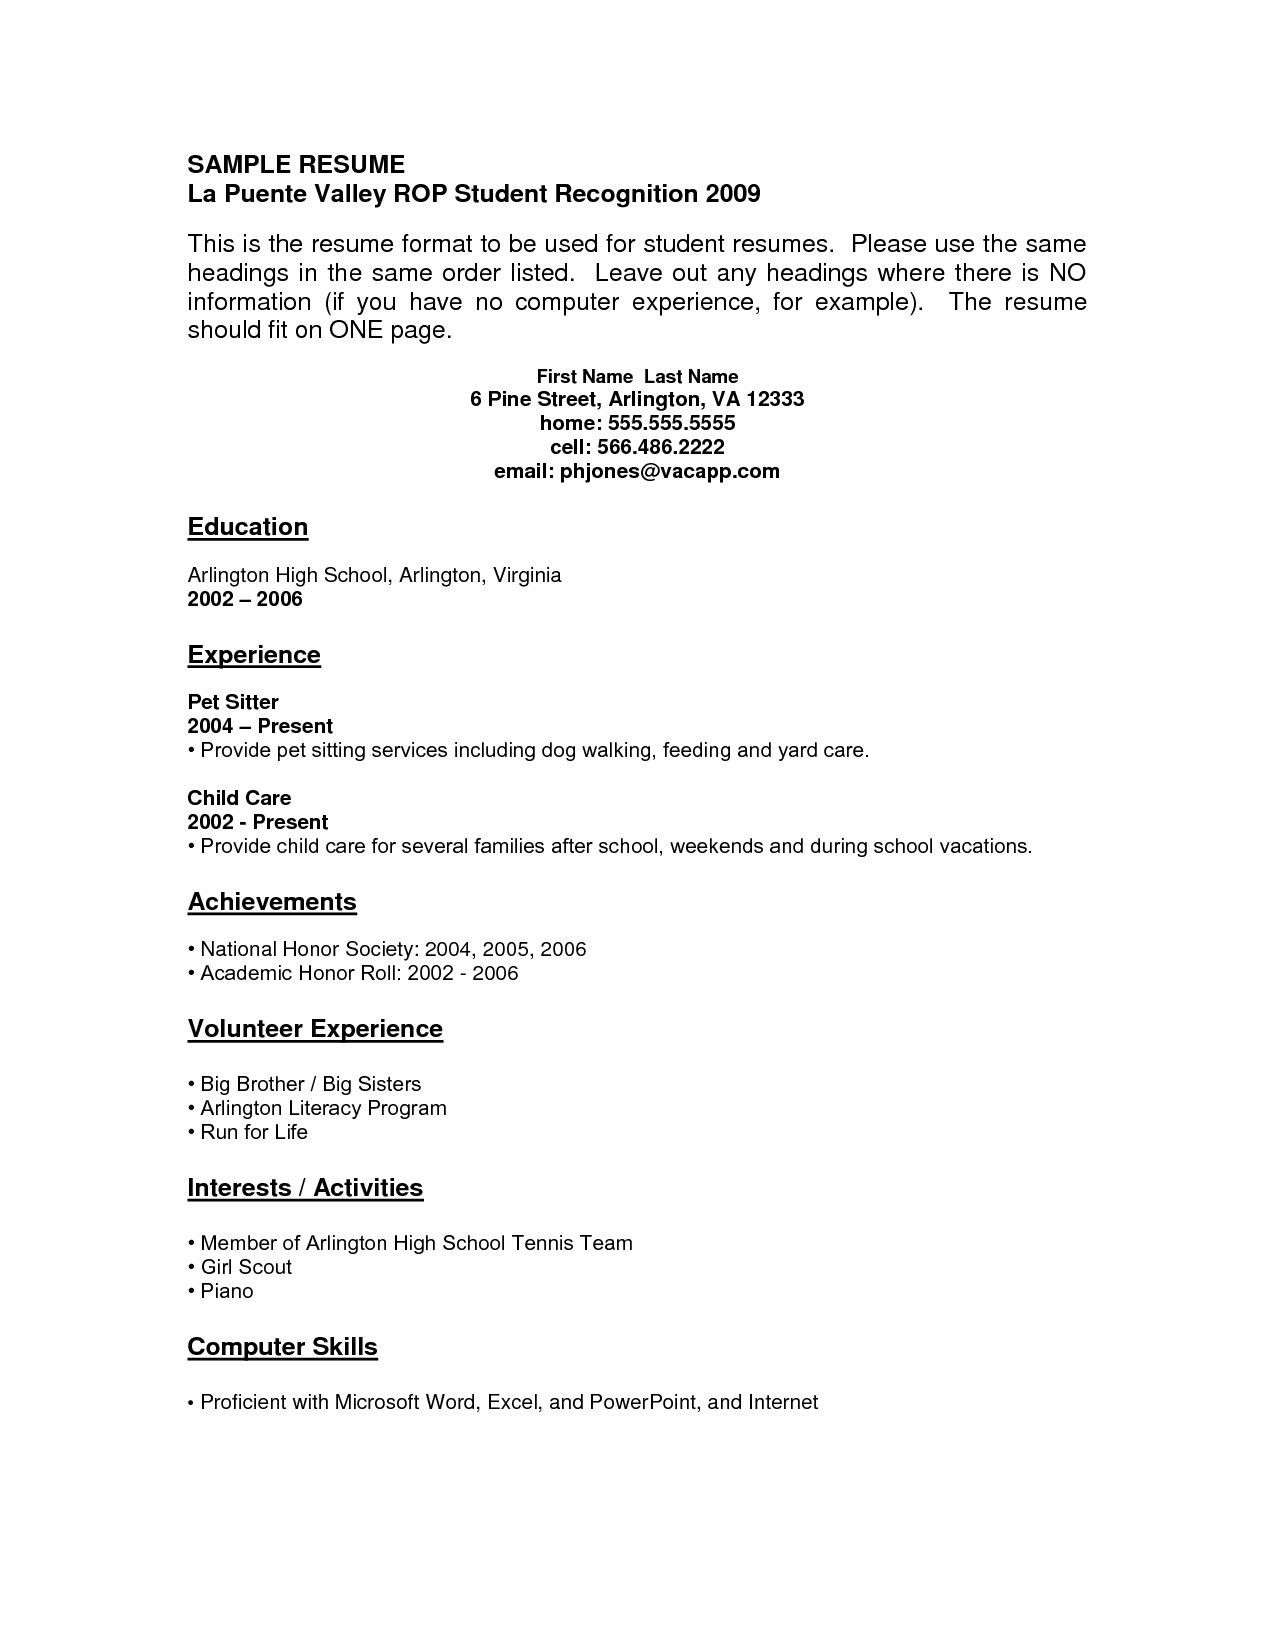 SAMPLE RESUME
La Puente Valley ROP Student Recognition 2009
This is the resume format to be used for student resumes.  Please use the same
headings in the same order listed.  Leave out any headings where there is NO
information (if you have no computer experience, for example).  The resume
should fit on ONE page.
First Name  Last Name
6 Pine Street, Arlington, VA 12333
home: 555.555.5555
cell: 566.486.2222
email: phjones@vacapp.com
Education
Arlington High School, Arlington, Virginia
2002 – 2006
Experience
Pet Sitter
2004 – Present
• Provide pet sitting services including dog walking, feeding and yard care.
Child Care
2002 - Present
• Provide child care for several families after school, weekends and during school vacations.
Achievements
• National Honor Society: 2004, 2005, 2006
• Academic Honor Roll: 2002 - 2006
Volunteer Experience
• Big Brother / Big Sisters
• Arlington Literacy Program
• Run for Life
Interests / Activities
• Member of Arlington High School Tennis Team
• Girl Scout
• Piano
Computer Skills
• Proficient with Microsoft Word, Excel, and PowerPoint, and Internet